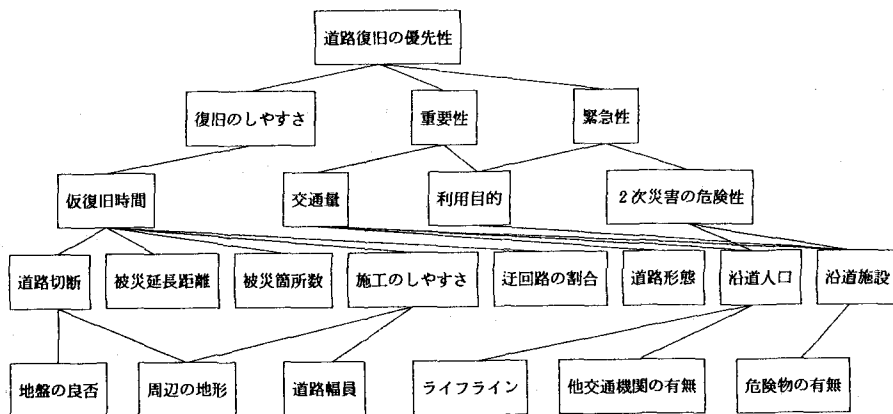 道路復旧の優先性
復旧のしやすさ
重要性
緊急性
仮復旧時間
交通量
利用目的
2次災害の危険性
道路切断
被災延長距離
被災箇所数
施工のしやすさ
迂回路の割合
道路形態
沿道人口
沿道施設
地盤の良否
周辺の地形
道路幅員
ライフライン
他交通機関の有無
危険物の有無